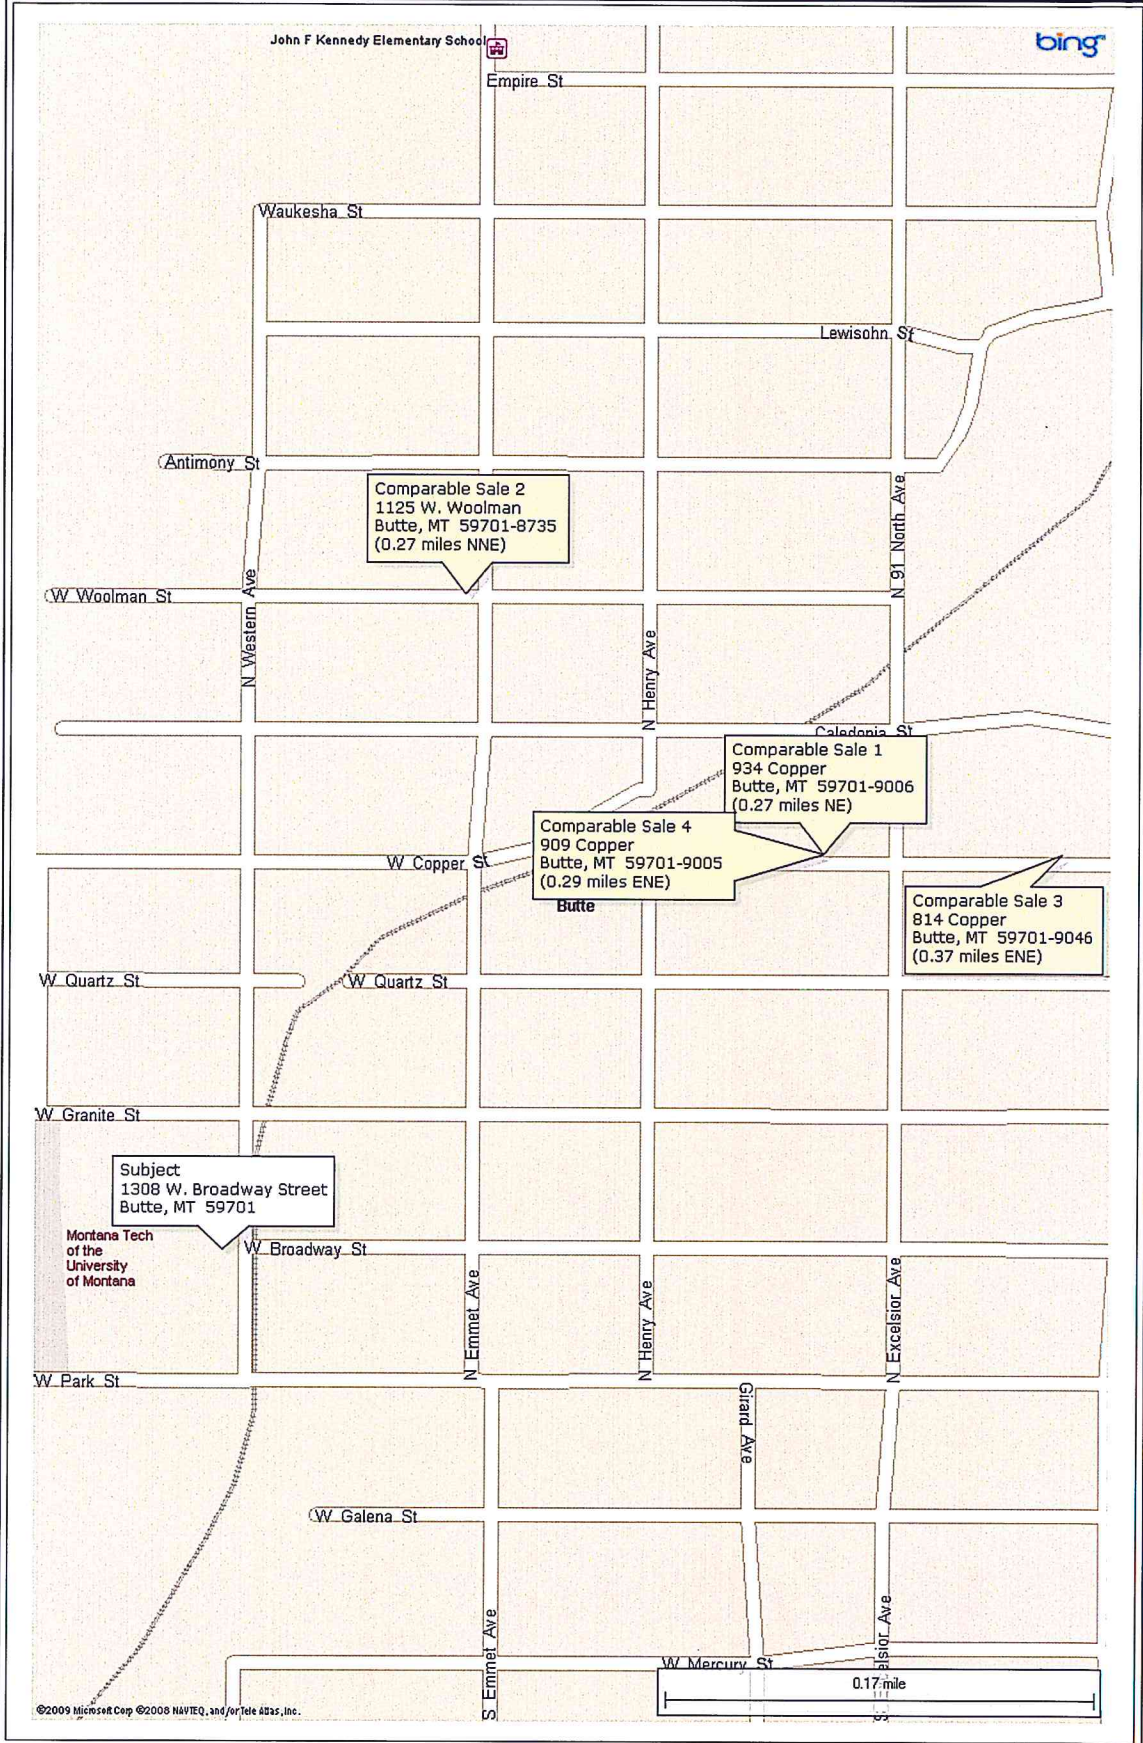 John F Kennedy Elementary School
bing
Empire St
Waukesha St
Lewisohn St
Antimony St
Comparable Sale 2
1125 W. Woolman
Butte, MT 59701-8735
(0.27 miles NNE)
N 91 North Ave
W Woolman St
N Western Ave
N Henry Ave
Caledonia St
Comparable Sale 1
934 Copper
Butte, MT 59701-9006
(0.27 miles NE)
Comparable Sale 4
909 Copper
Butte, MT 59701-9005
(0.29 miles ENE)
W Copper St
Butte
Comparable Sale 3
814 Copper
Butte, MT 59701-9046
(0.37 miles ENE)
W Quartz St
W Quartz St
W Granite St
Subject
1308 W. Broadway Street
Butte, MT 59701
Montana Tech
of the
University
of Montana
W Broadway St
N Emmet Ave
N Henry Ave
N Excelsior Ave
W Park St
Girard Ave
W Galena St
S Emmet Ave
elsior Ave
W Mercury St
0.17 mile
©2009 Microsoft Corp ©2008 NAVTEQ, and/or Tele Atlas, Inc.